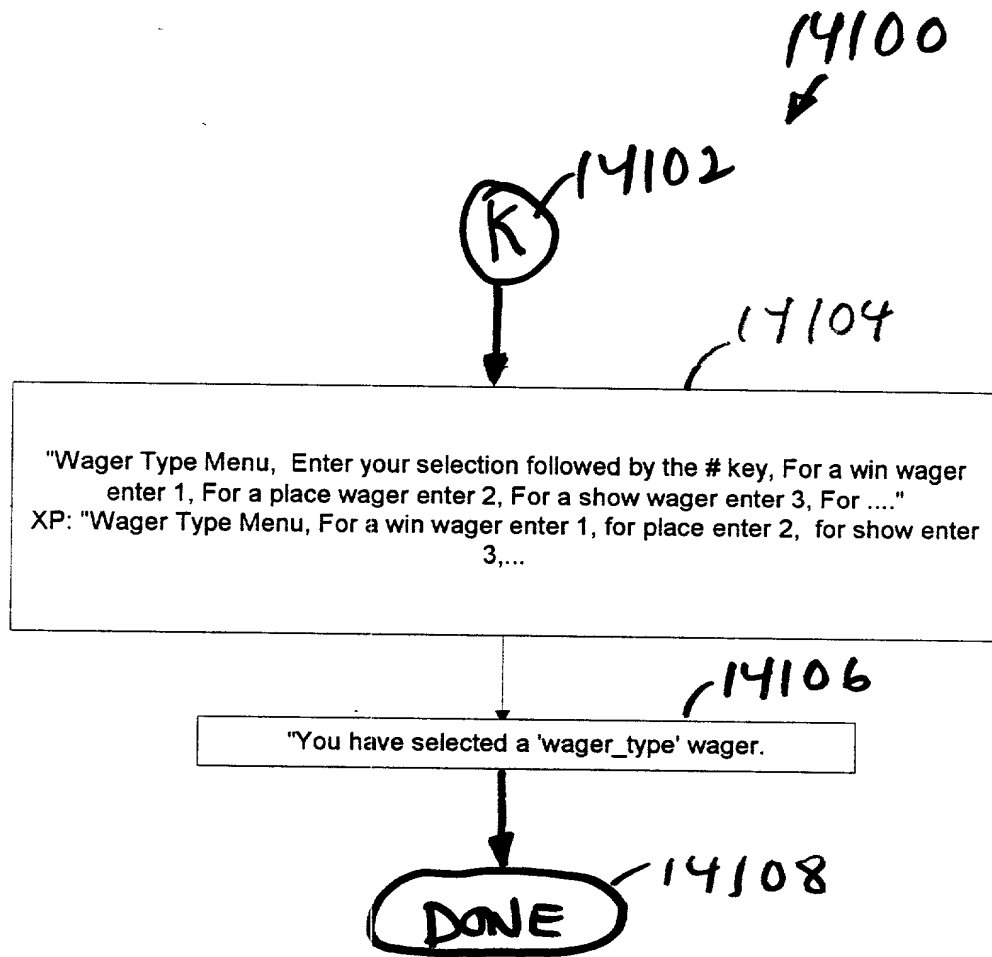 14100
14102
K
14104
"Wager Type Menu, Enter your selection followed by the # key, For a win wager
enter 1, For a place wager enter 2, For a show wager enter 3, For ...."
XP: "Wager Type Menu, For a win wager enter 1, for place enter 2, for show enter
3,...
14106
"You have selected a 'wager_type' wager.
14108
DONE